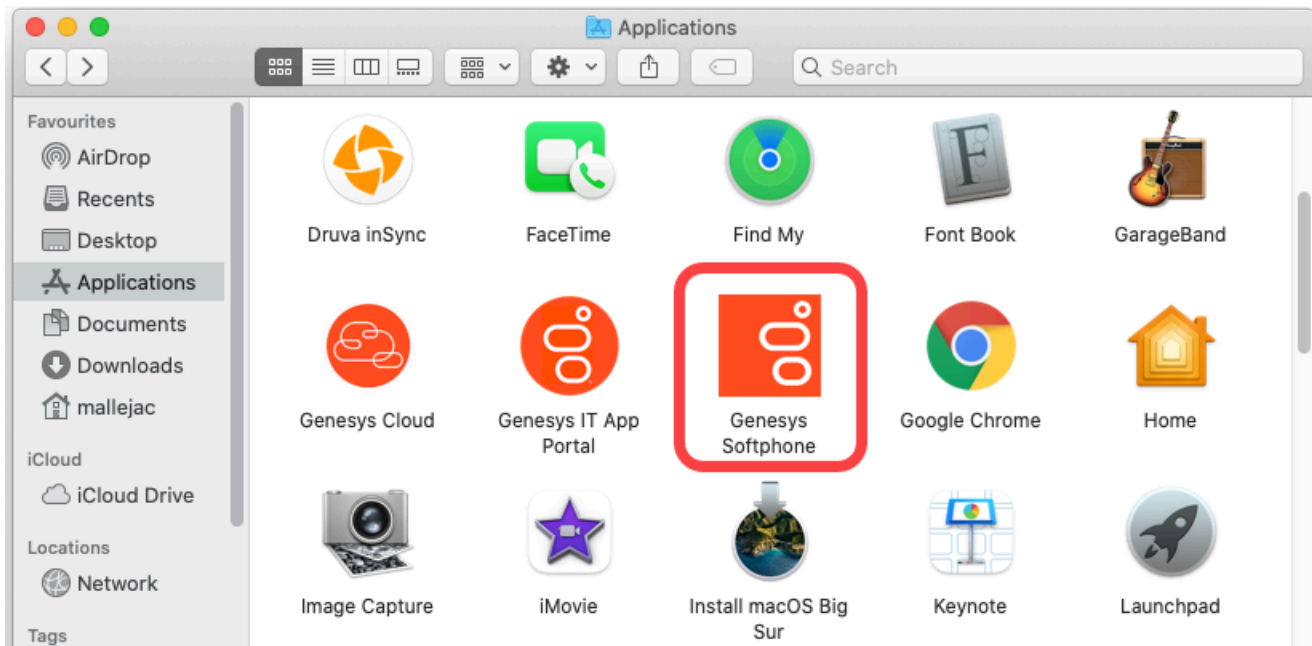 Applications
Search
Favourites
AirDrop
Recents
Desktop
Applications
Documents
Downloads
mallejac
iCloud
iCloud Drive
Locations
Network
Tags
Druva inSync
FaceTime
Find My
Font Book
GarageBand
Genesys Cloud
Genesys IT App
Portal
Genesys
Softphone
Google Chrome
Home
Image Capture
iMovie
Install macOS Big
Sur
Keynote
Launchpad